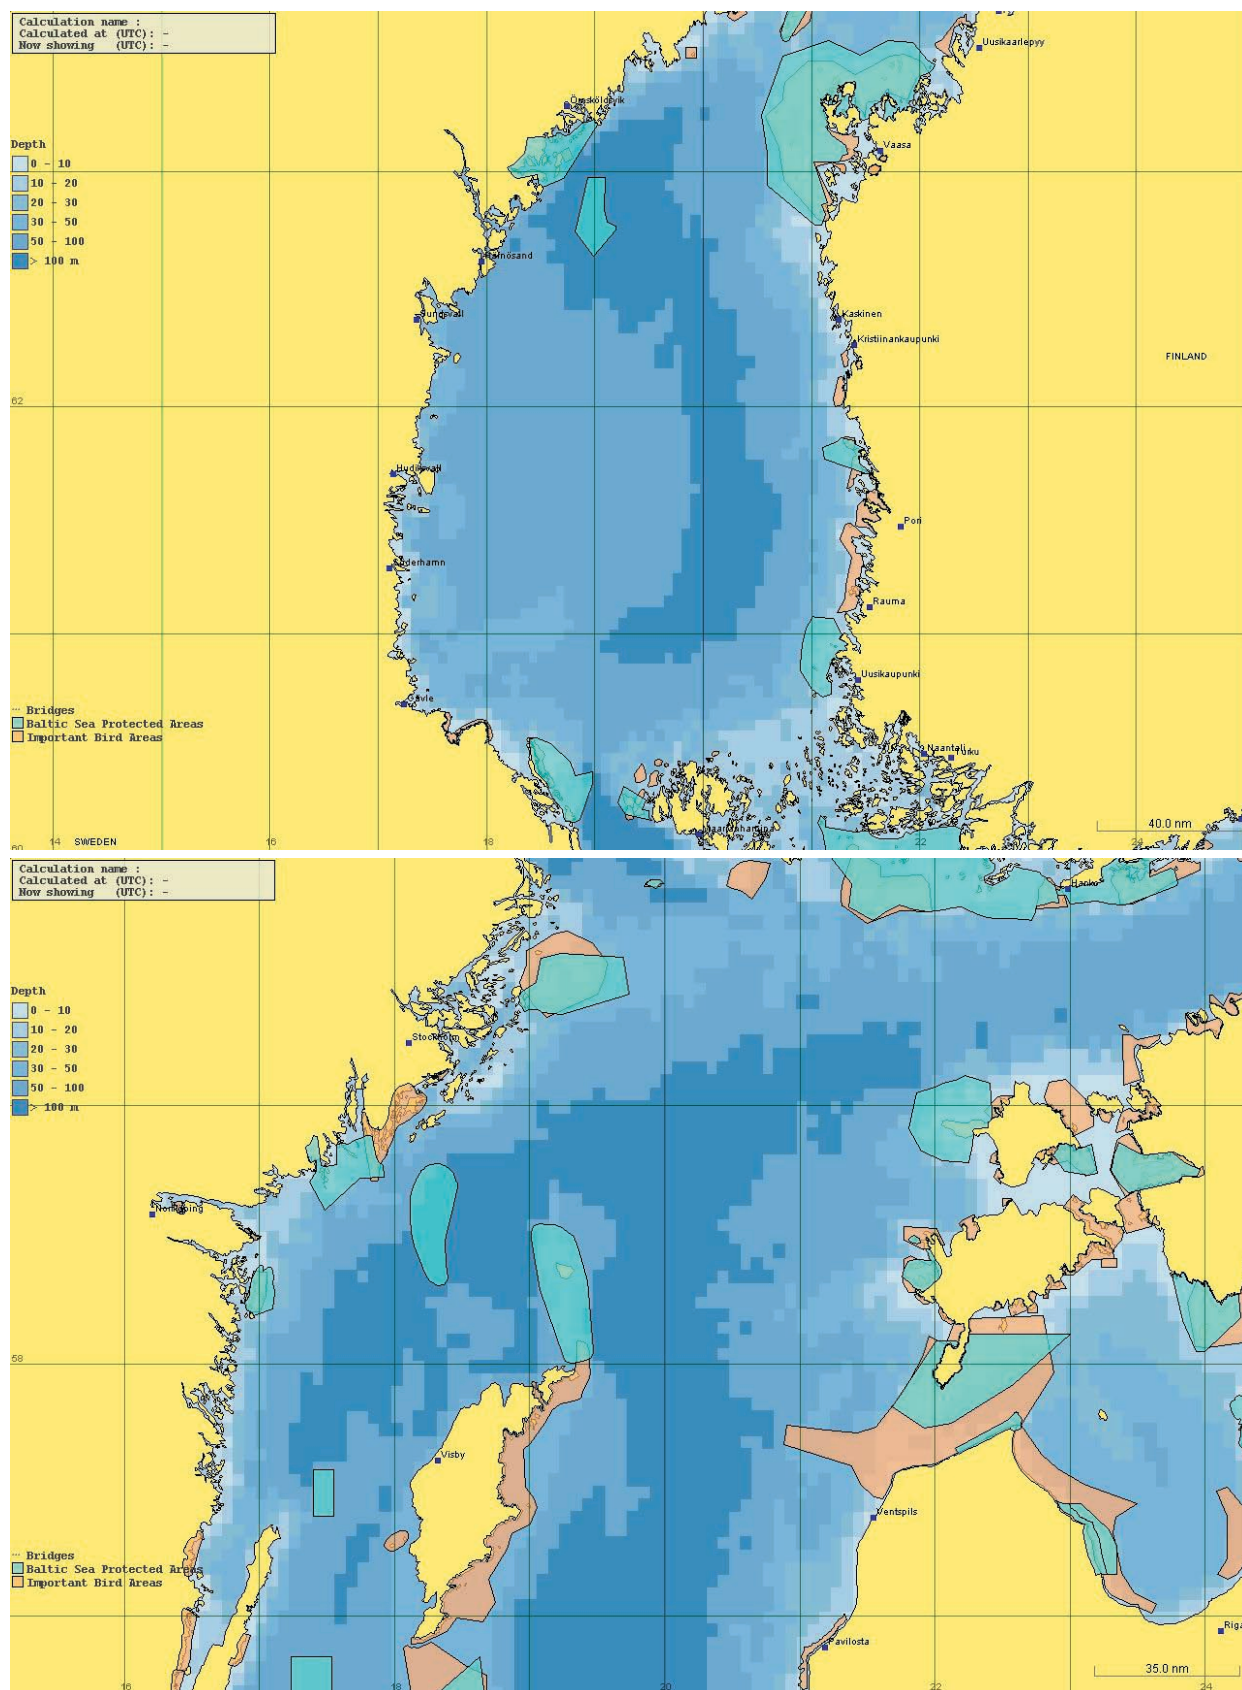 Calculation name :
Calculated at (UTC): -
Now showing (UTC): -
Uusikaarlepyy
Örnsköldsvik
Depth
0 - 10
10 - 20
20 - 30
30 - 50
50 - 100
> 100 m
Vaasa
Härnösand
Sundsvall
Kaskinen
Kristiinankaupunki
FINLAND
62
Hudiksvall
Pori
Söderhamn
Rauma
Uusikaupunki
Gävle
Bridges
Baltic Sea Protected Areas
Important Bird Areas
Naantali
Turku
40.0 nm
60
14
SWEDEN
16
18
22
24
Calculation name :
Calculated at (UTC): -
Now showing (UTC): -
Hanko
Depth
0 - 10
10 - 20
20 - 30
30 - 50
50 - 100
> 100 m
Stockholm
Norrköping
58
Visby
Ventspils
Bridges
Baltic Sea Protected Areas
Important Bird Areas
Riga
Pavilosta
35.0 nm
16
18
20
22
24